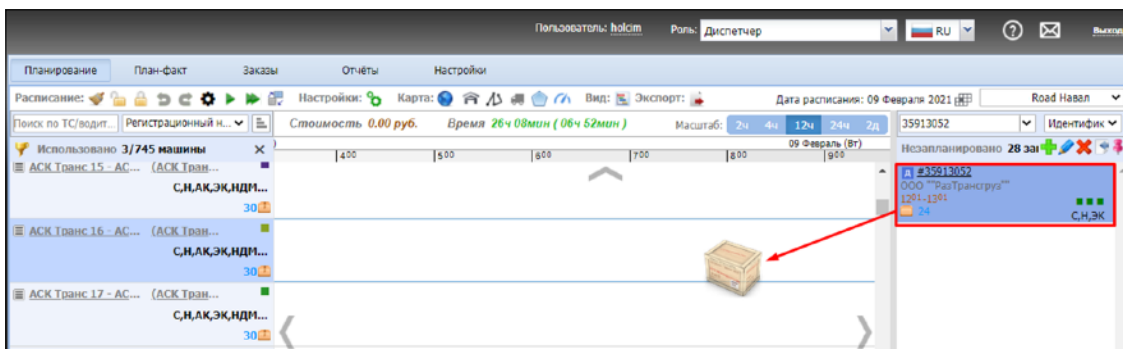 Пользователь: holcim Роль: Диспетчер RU Выход
Планирование План-факт Заказы Отчёты Настройки
Расписание: Настройки: Карта: Вид: Экспорт: Дата расписания: 09 Февраля 2021 Road Навал
Поиск по ТС/водит... Регистрационный н... Стоимость 0.00 руб. Время 26ч 08мин ( 06ч 52мин ) Масштаб: 2ч 4ч 12ч 24ч 2д 35913052 Идентифик
Использовано 3/745 машины 09 Февраль (Вт) Незапланировано 28 зак
400 500 600 700 800 900
АСК Транс 15 - АС... (АСК Тран...
С,Н,АК,ЭК,НДМ...
30
АСК Транс 16 - АС... (АСК Тран...
С,Н,АК,ЭК,НДМ...
30
АСК Транс 17 - АС... (АСК Тран...
С,Н,АК,ЭК,НДМ...
30
Д #35913052
ООО ""РазТрансгруз""
1201-1301
24 С,Н,ЭК